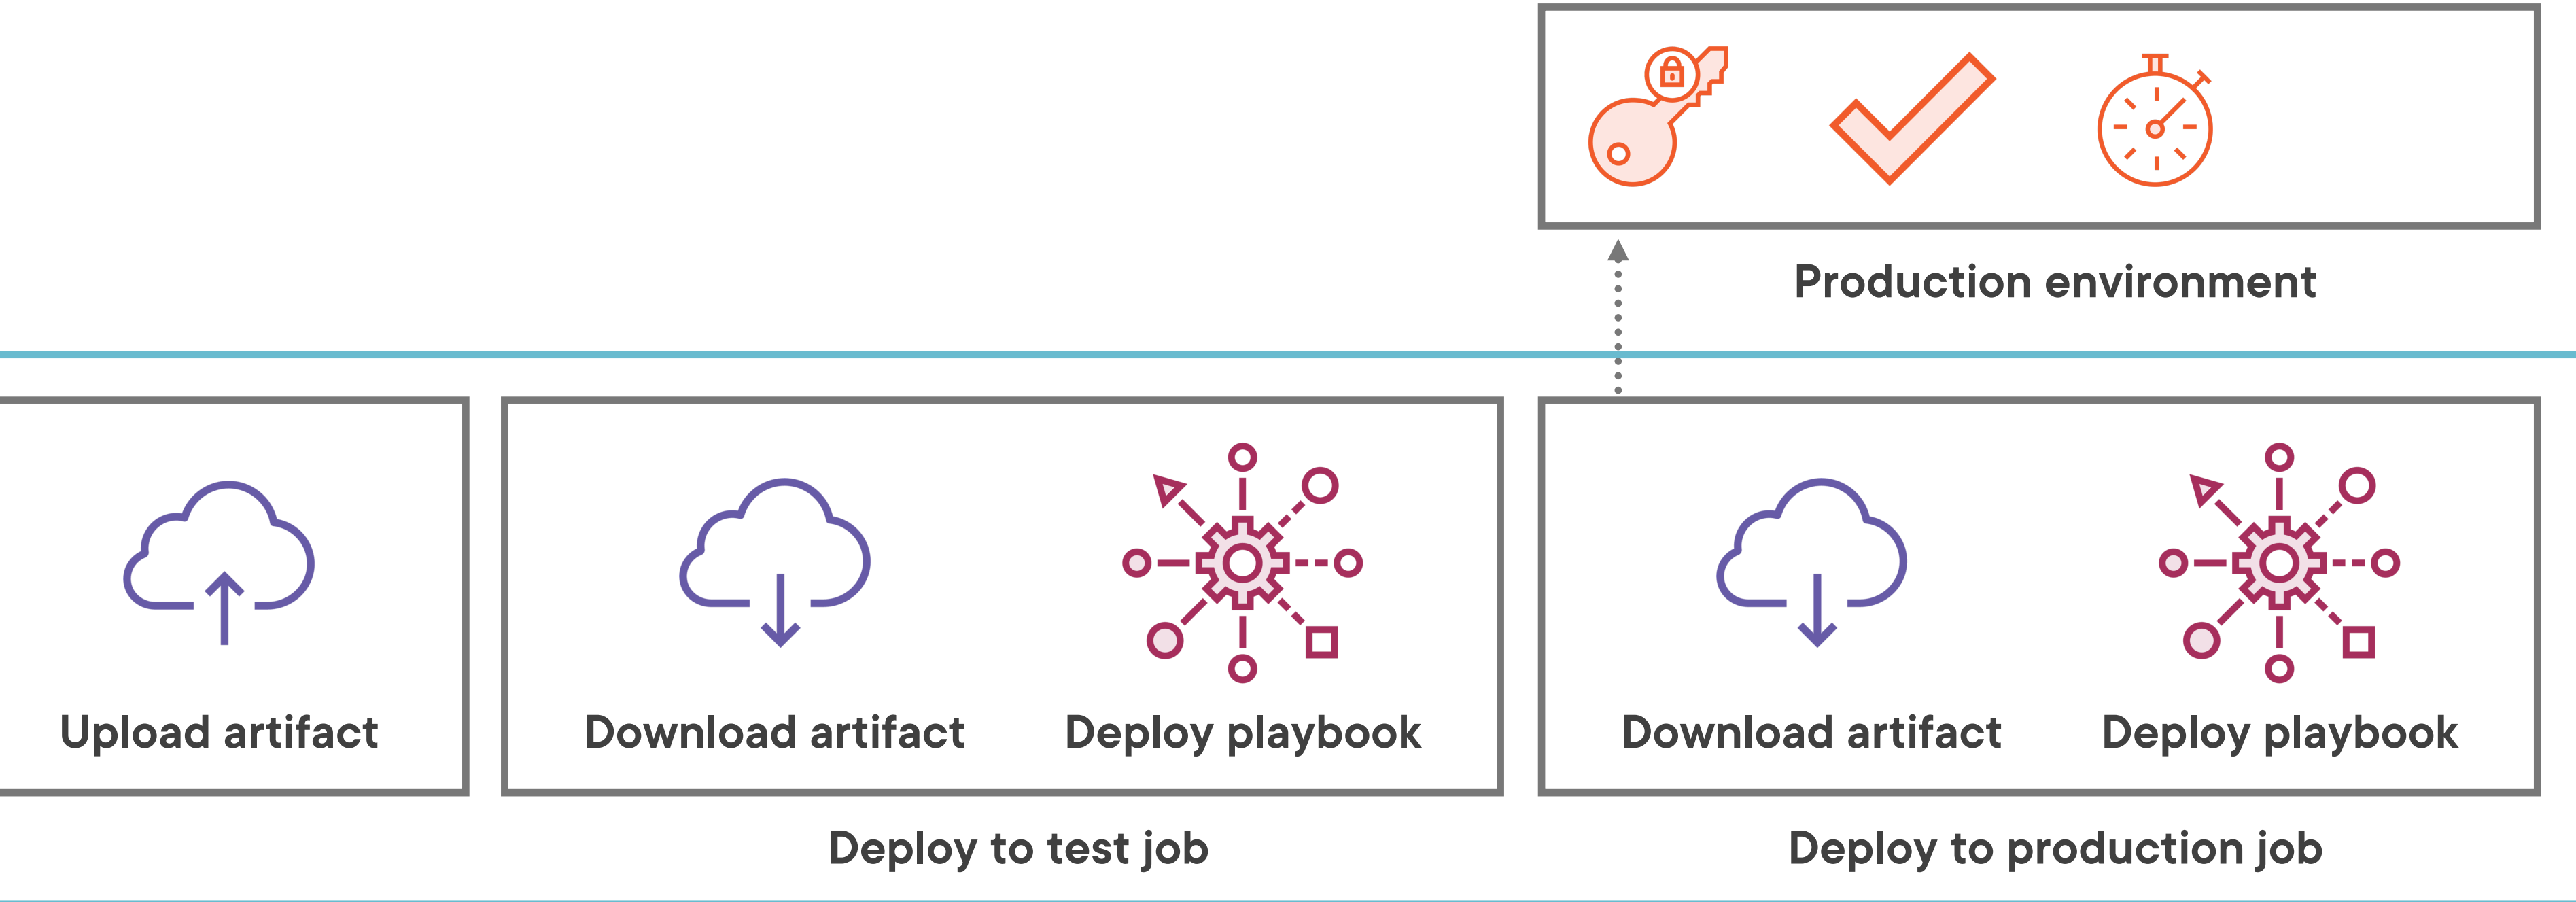 Production environment
Upload artifact
Download artifact
Deploy playbook
Download artifact
Deploy playbook
Deploy to test job
Deploy to production job